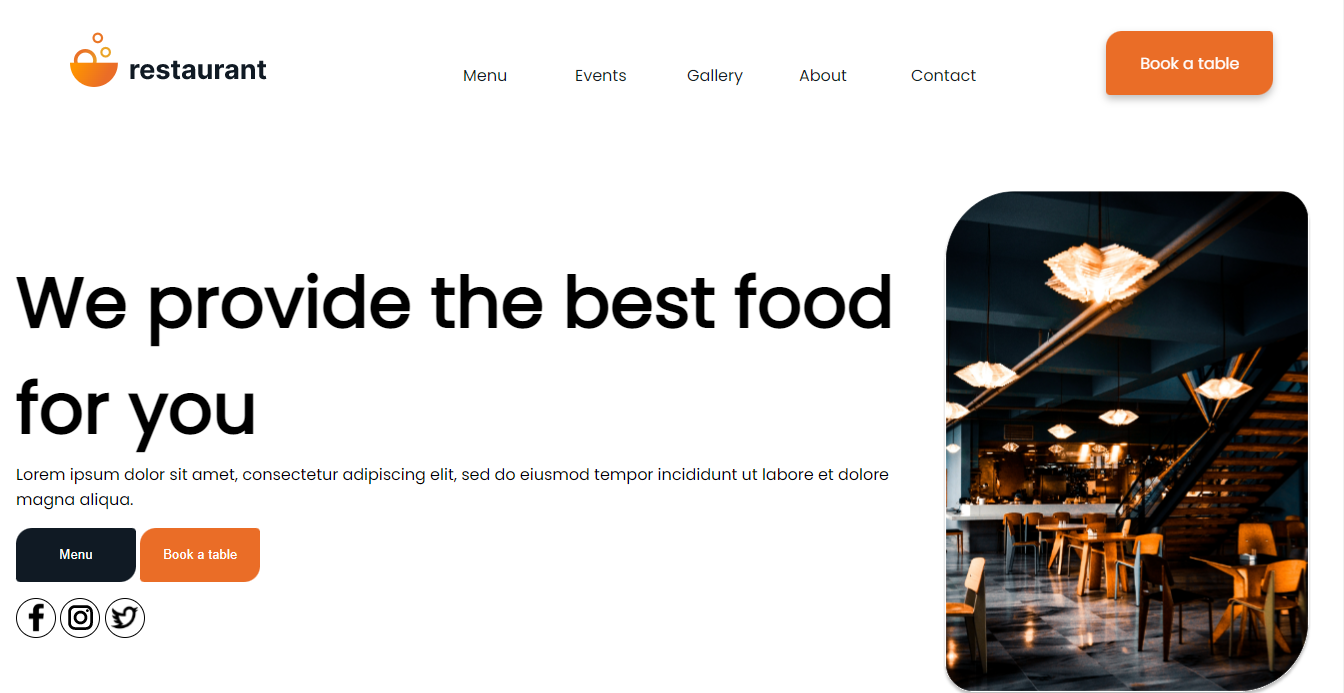 restaurant
Menu Events Gallery About Contact
Book a table
We provide the best food
for you
Lorem ipsum dolor sit amet, consectetur adipiscing elit, sed do eiusmod tempor incididunt ut labore et dolore
magna aliqua.
Menu Book a table